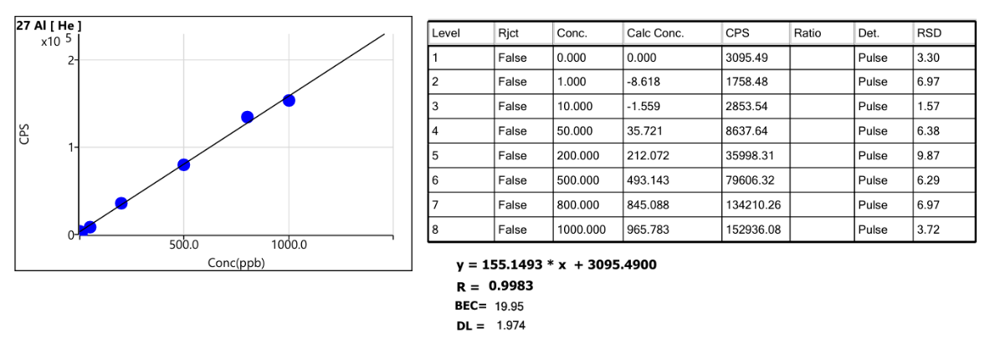 27 Al [ He ]
x10 5
2
1
0
CPS
500.0 1000.0
Conc(ppb)
Level Rjct Conc. Calc Conc. CPS Ratio Det. RSD
1 False 0.000 0.000 3095.49 Pulse 3.30
2 False 1.000 -8.618 1758.48 Pulse 6.97
3 False 10.000 -1.559 2853.54 Pulse 1.57
4 False 50.000 35.721 8637.64 Pulse 6.38
5 False 200.000 212.072 35998.31 Pulse 9.87
6 False 500.000 493.143 79606.32 Pulse 6.29
7 False 800.000 845.088 134210.26 Pulse 6.97
8 False 1000.000 965.783 152936.08 Pulse 3.72
y = 155.1493 * x + 3095.4900
R = 0.9983
BEC= 19.95
DL = 1.974